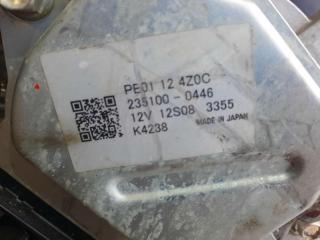 PE01 12 4Z0C
235100-0446
12V 12S08 3355
K4238 MADE IN JAPAN